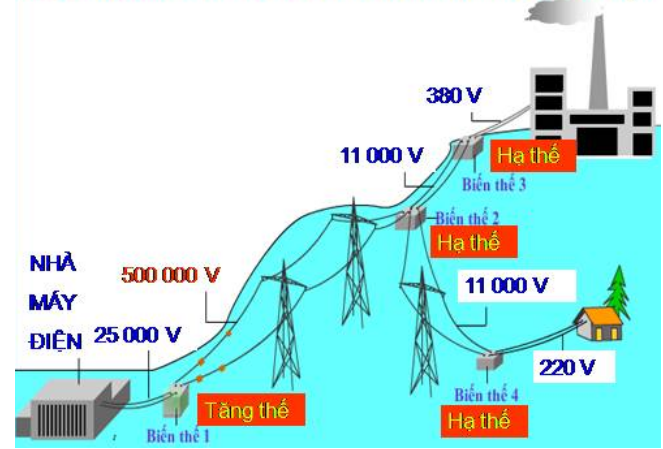 380 V
Hạ thế
11 000 V
Biến thế 3
Biến thế 2
Hạ thế
NHÀ
MÁY
ĐIỆN
500 000 V
11 000 V
25 000 V
220 V
Tăng thế
Biến thế 4
Hạ thế
Biến thế 1